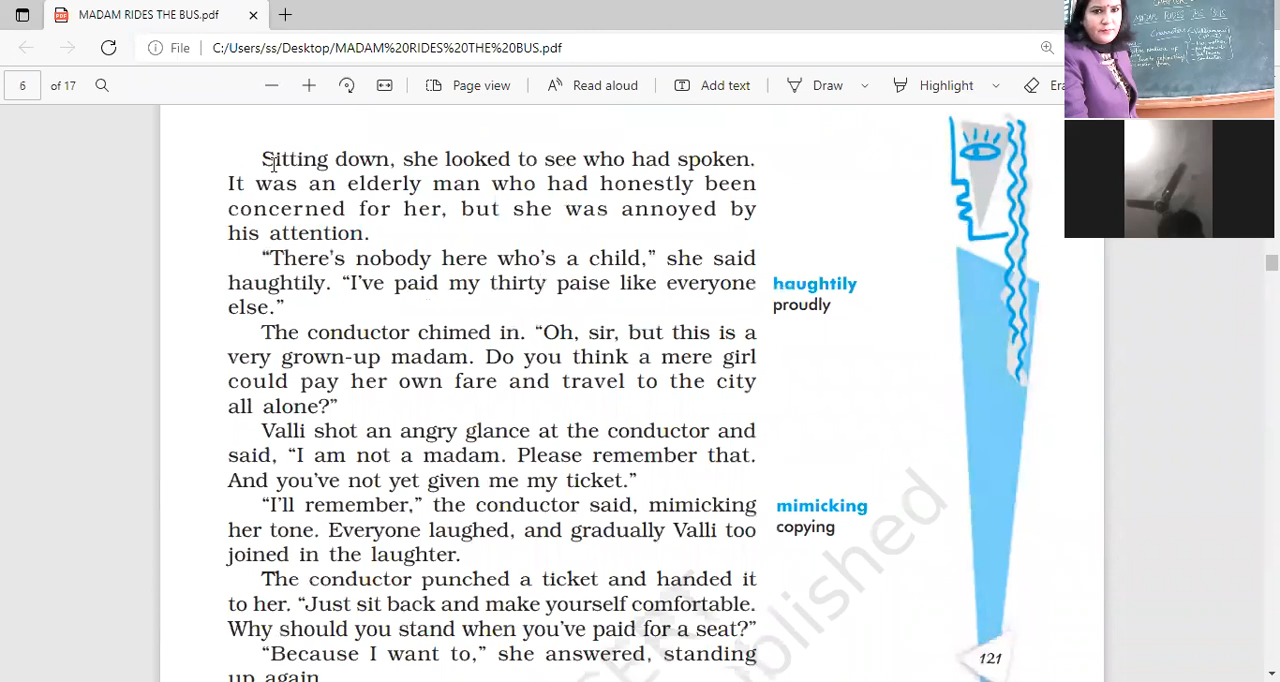 MADAM RIDES THE BUS.pdf
File
C:/Users/ss/Desktop/MADAM%20RIDES%20THE%20BUS.pdf
6 of 17
Page view
Read aloud
Add text
Draw
Highlight
Era
MADAM RIDES THE BUS
Sitting down, she looked to see who had spoken.
It was an elderly man who had honestly been
concerned for her, but she was annoyed by
his attention.
“There's nobody here who's a child,” she said
haughtily. “I've paid my thirty paise like everyone
else.”
haughtily
proudly
The conductor chimed in. “Oh, sir, but this is a
very grown-up madam. Do you think a mere girl
could pay her own fare and travel to the city
all alone?”
Valli shot an angry glance at the conductor and
said, “I am not a madam. Please remember that.
And you've not yet given me my ticket.”
“I'll remember,” the conductor said, mimicking
her tone. Everyone laughed, and gradually Valli too
joined in the laughter.
mimicking
copying
The conductor punched a ticket and handed it
to her. “Just sit back and make yourself comfortable.
Why should you stand when you've paid for a seat?”
“Because I want to,” she answered, standing
up again
121
published